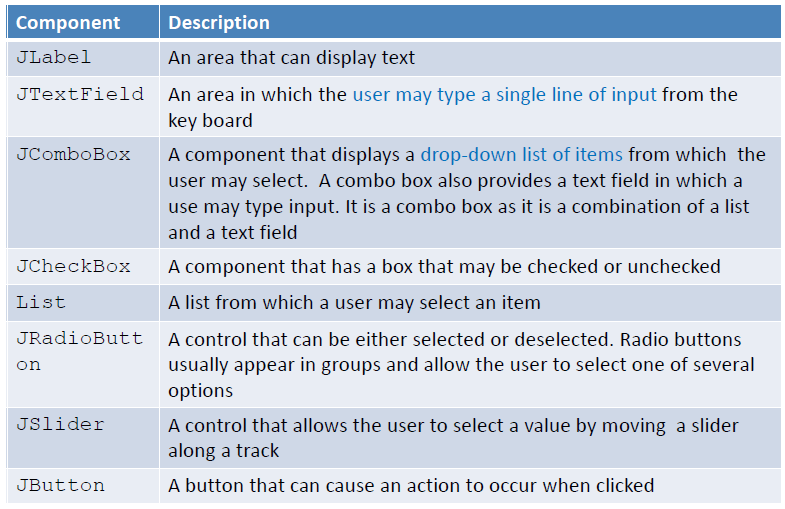 Component Description
JLabel An area that can display text
JTextField An area in which the user may type a single line of input from the
key board
JComboBox A component that displays a drop-down list of items from which the
user may select. A combo box also provides a text field in which a
use may type input. It is a combo box as it is a combination of a list
and a text field
JCheckBox A component that has a box that may be checked or unchecked
List A list from which a user may select an item
JRadioButt A control that can be either selected or deselected. Radio buttons
on usually appear in groups and allow the user to select one of several
options
JSlider A control that allows the user to select a value by moving a slider
along a track
JButton A button that can cause an action to occur when clicked